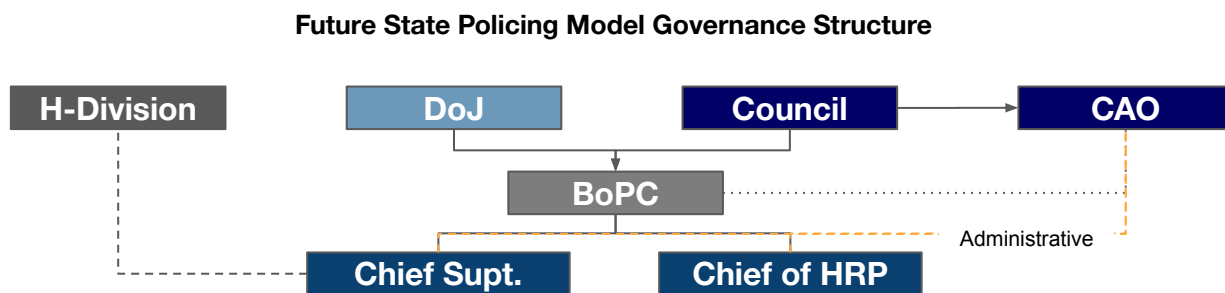 Future State Policing Model Governance Structure
H-Division
DoJ
Council
CAO
BoPC
Administrative
Chief Supt.
Chief of HRP